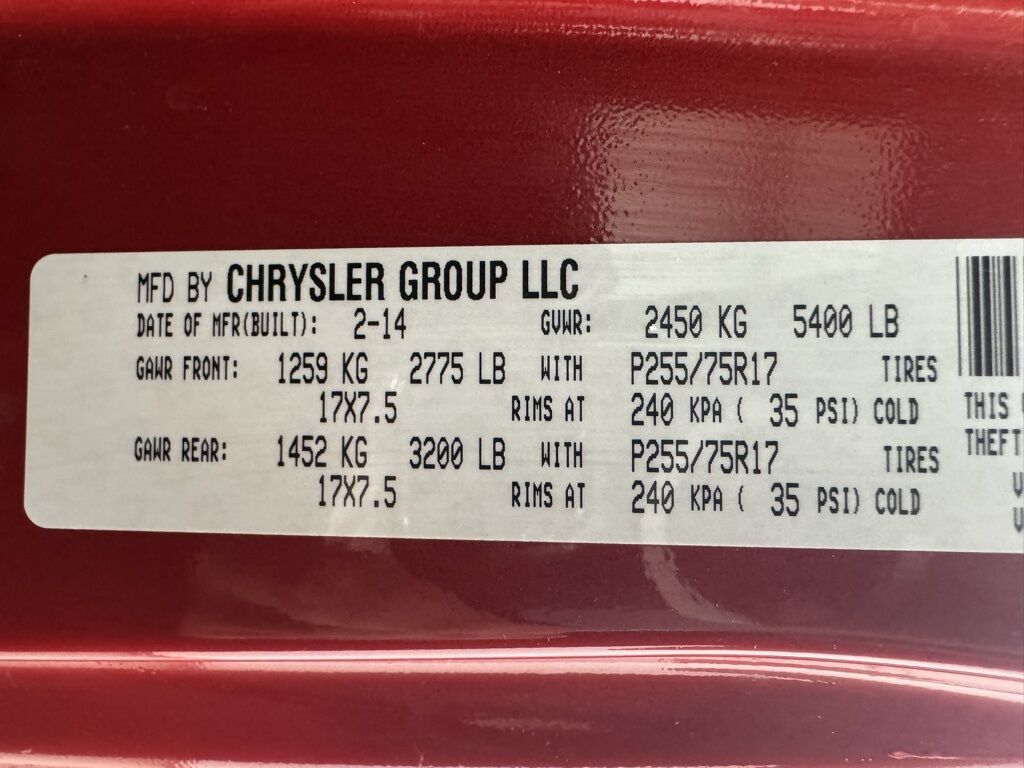 MFD BY CHRYSLER GROUP LLC
DATE OF MFR(BUILT): 2-14 GVWR: 2450 KG 5400 LB
GAWR FRONT: 1259 KG 2775 LB WITH P255/75R17 TIRES
17X7.5 RIMS AT 240 KPA ( 35 PSI) COLD THIS
GAWR REAR: 1452 KG 3200 LB WITH P255/75R17 TIRES THEFT
17X7.5 RIMS AT 240 KPA ( 35 PSI) COLD